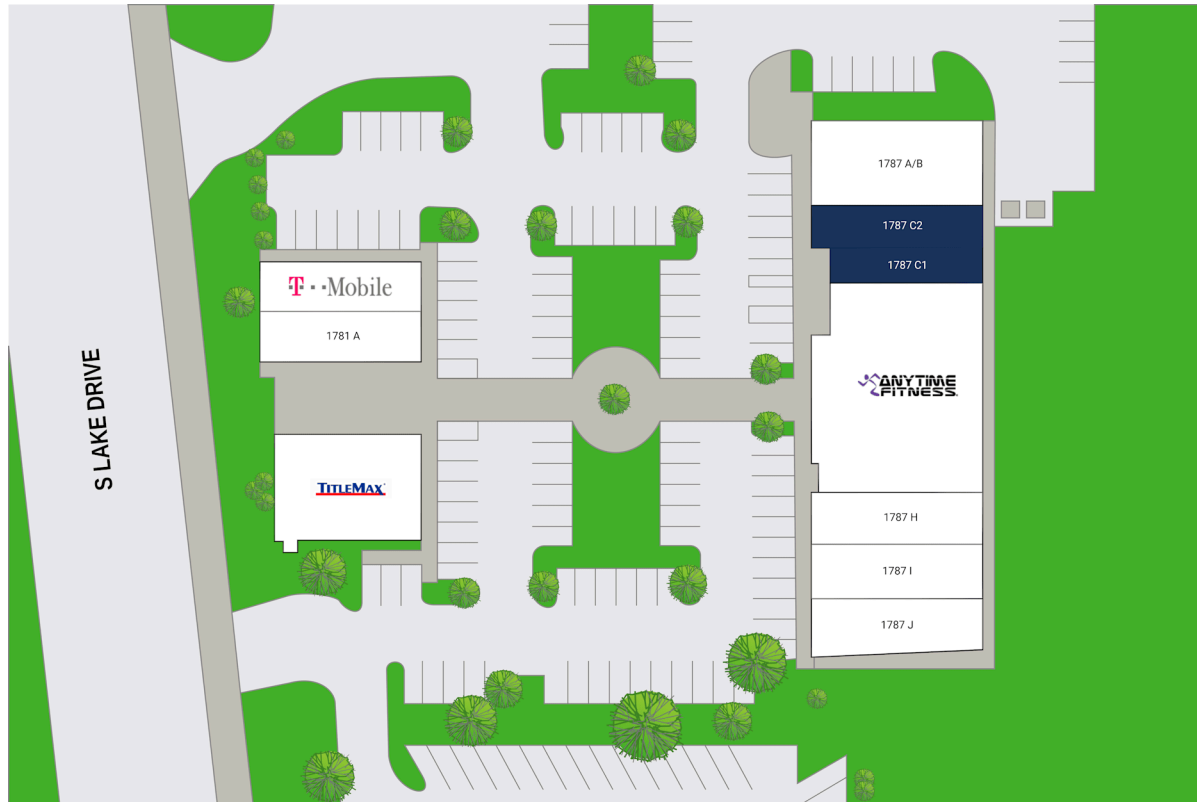 1787 A/B
1787 C2
1787 C1
T··Mobile
1781 A
S LAKE DRIVE
ANYTIME
FITNESS
TITLEMAX
1787 H
1787 I
1787 J